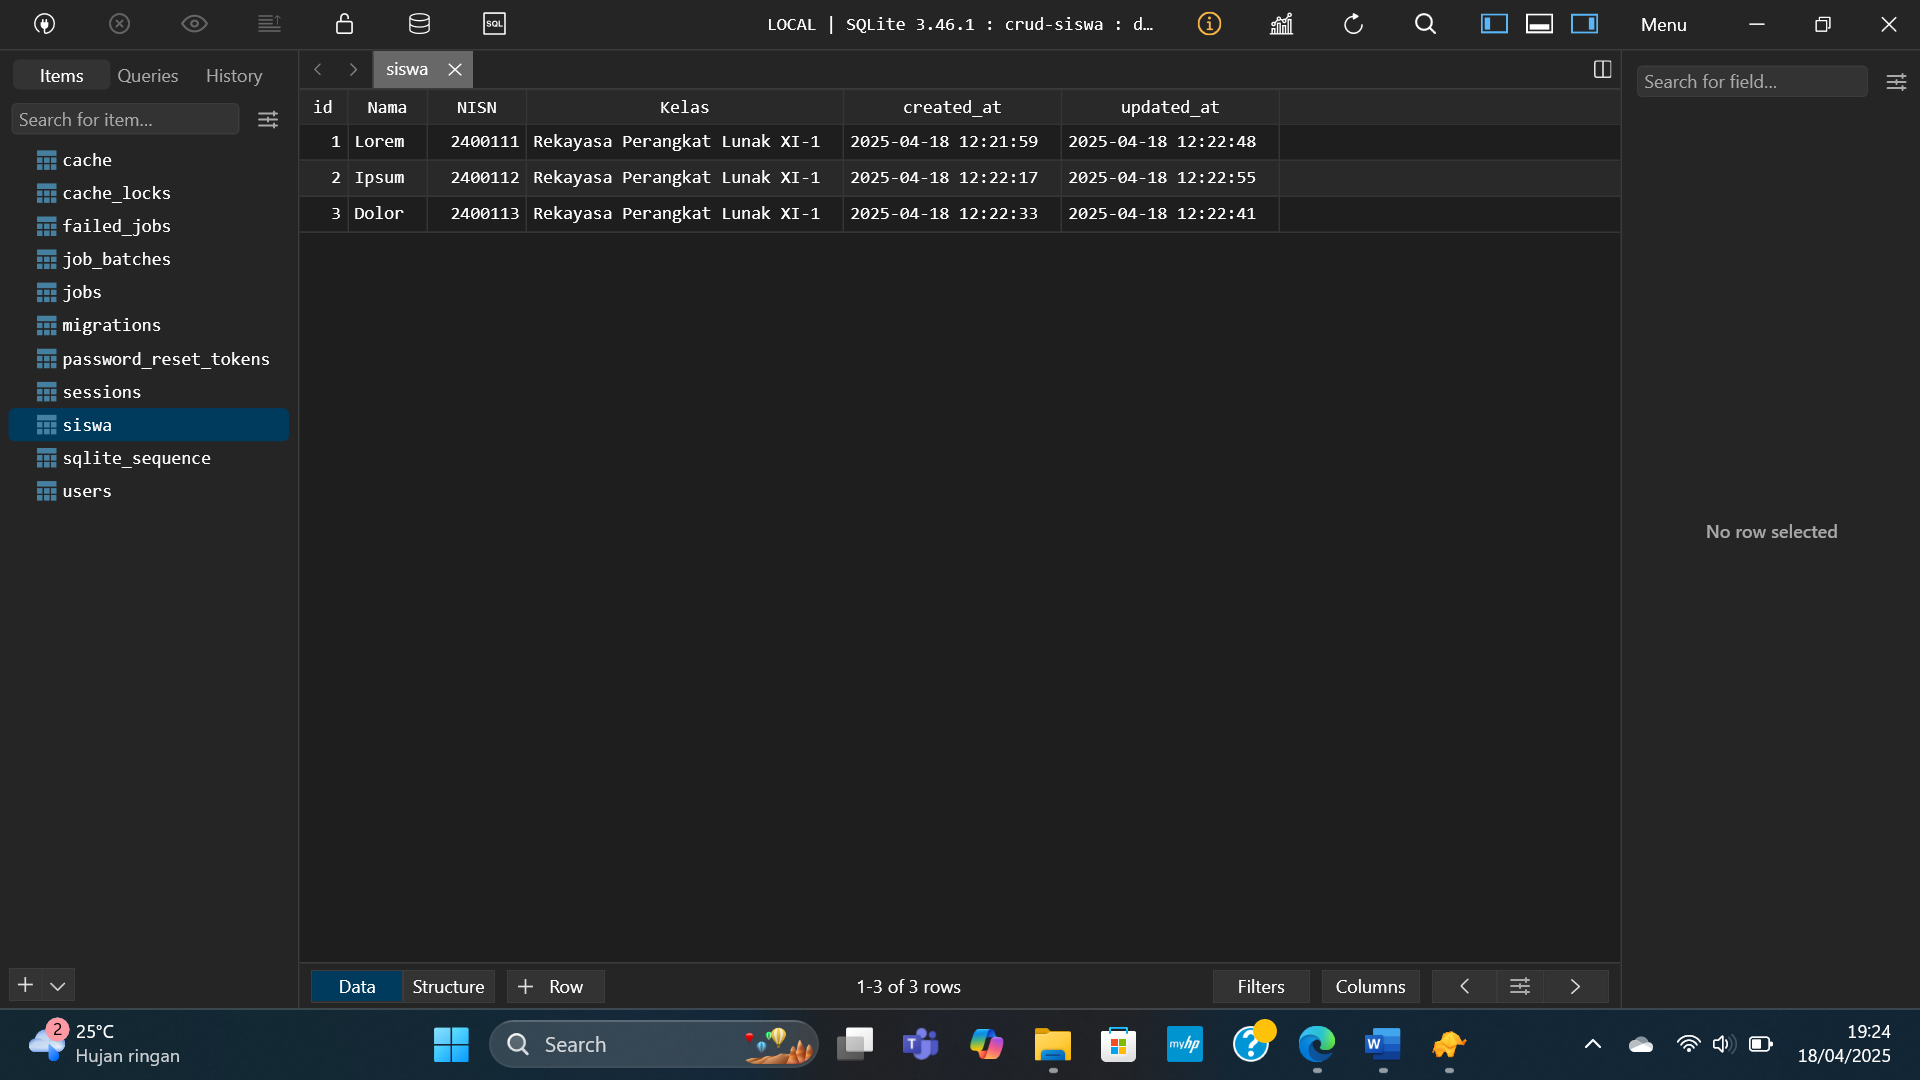 LOCAL | SQLite 3.46.1 : crud-siswa : d…
SQL
Menu
Items Queries History
Search for item...
cache
cache_locks
failed_jobs
job_batches
jobs
migrations
password_reset_tokens
sessions
siswa
sqlite_sequence
users
siswa
id Nama NISN Kelas created_at updated_at
1 Lorem 2400111 Rekayasa Perangkat Lunak XI-1 2025-04-18 12:21:59 2025-04-18 12:22:48
2 Ipsum 2400112 Rekayasa Perangkat Lunak XI-1 2025-04-18 12:22:17 2025-04-18 12:22:55
3 Dolor 2400113 Rekayasa Perangkat Lunak XI-1 2025-04-18 12:22:33 2025-04-18 12:22:41
Search for field...
No row selected
Data Structure + Row 1-3 of 3 rows Filters Columns
2
25°C
Hujan ringan
Search
T
myhp
?
W
19:24
18/04/2025